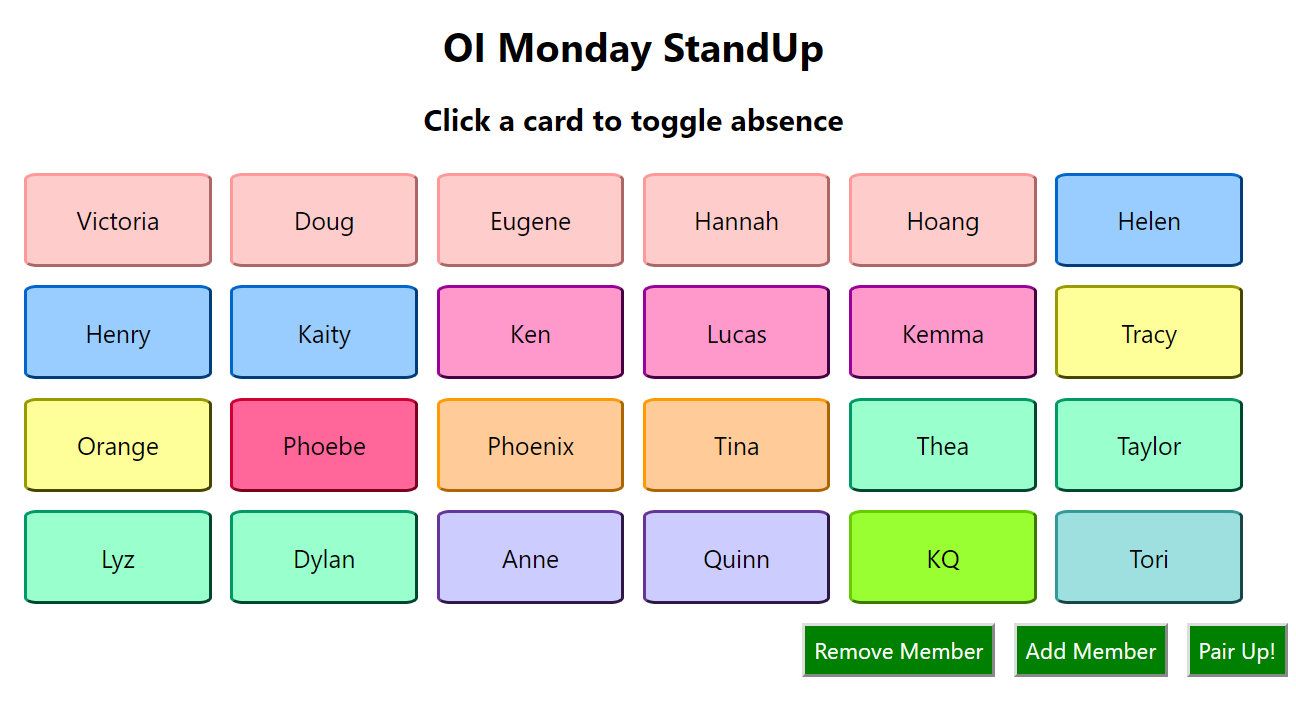 OI Monday StandUp
Click a card to toggle absence
Victoria Doug Eugene Hannah Hoang Helen
Henry Kaity Ken Lucas Kemma Tracy
Orange Phoebe Phoenix Tina Thea Taylor
Lyz Dylan Anne Quinn KQ Tori
Remove Member Add Member Pair Up!